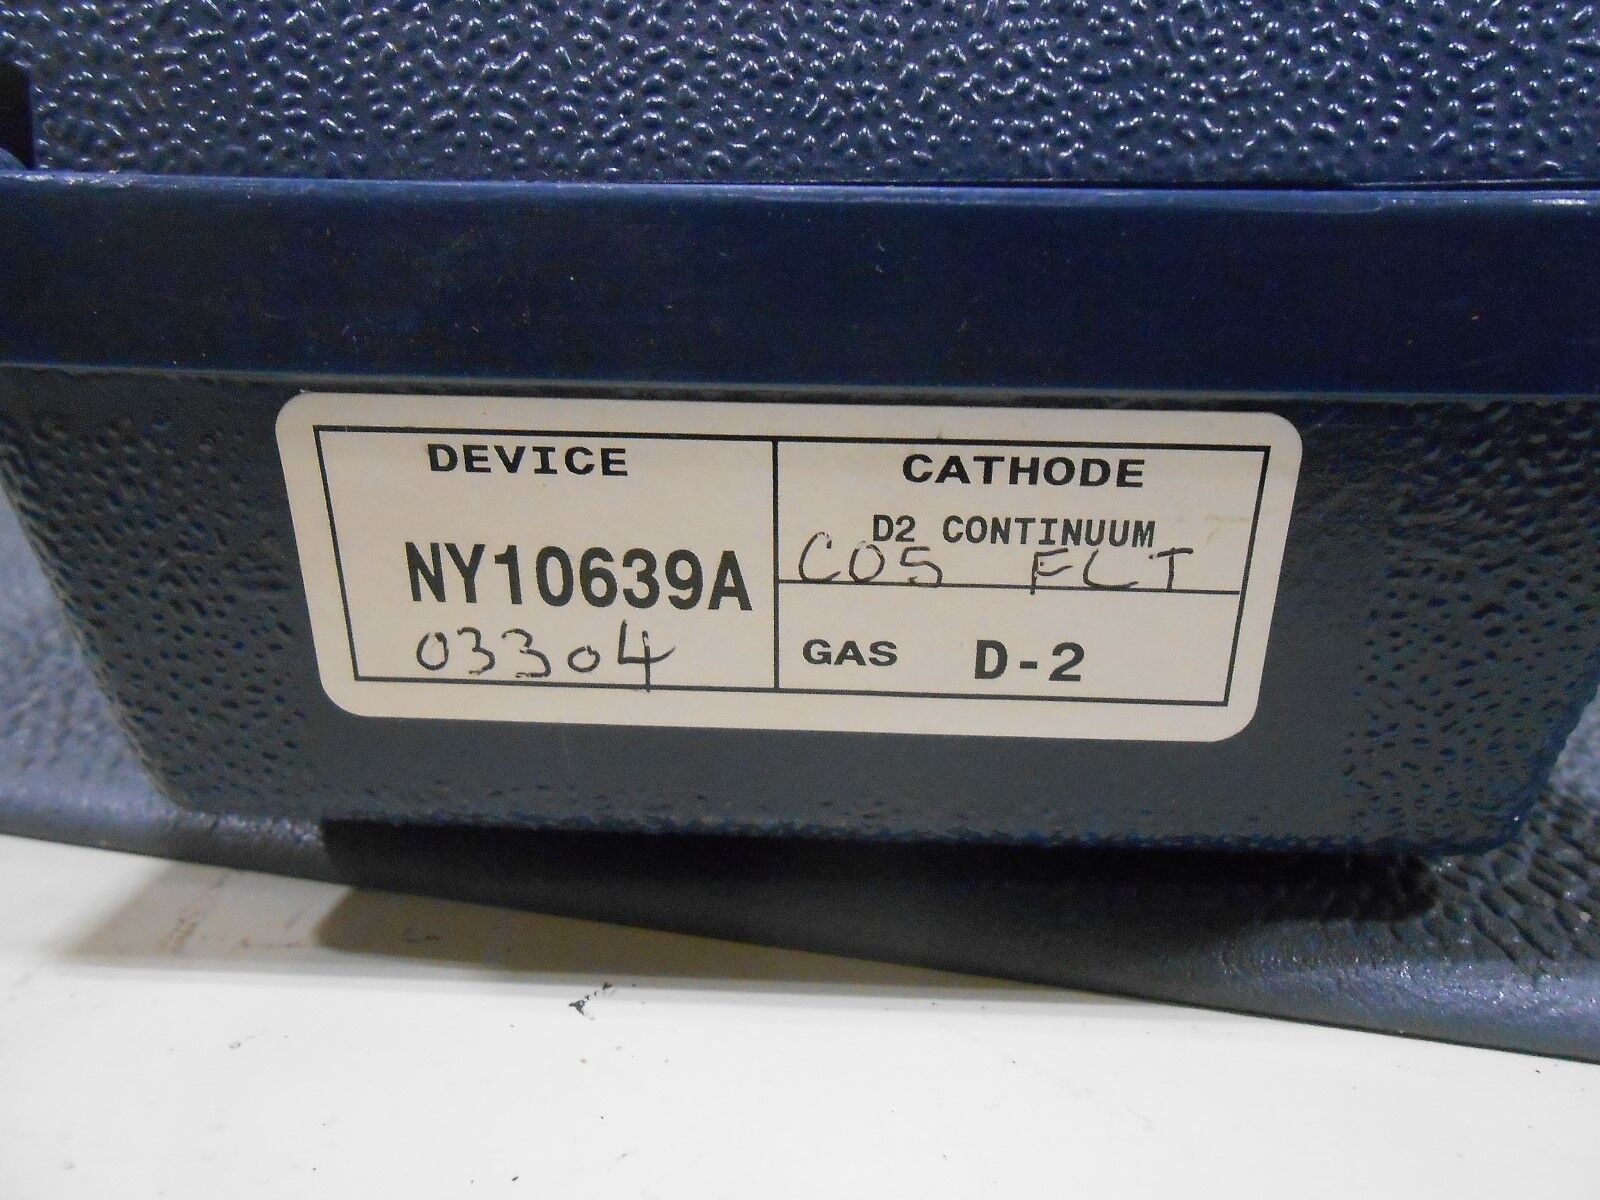 DEVICE
NY10639A
03304
CATHODE
D2 CONTINUUM
C05 FLT
GAS D-2